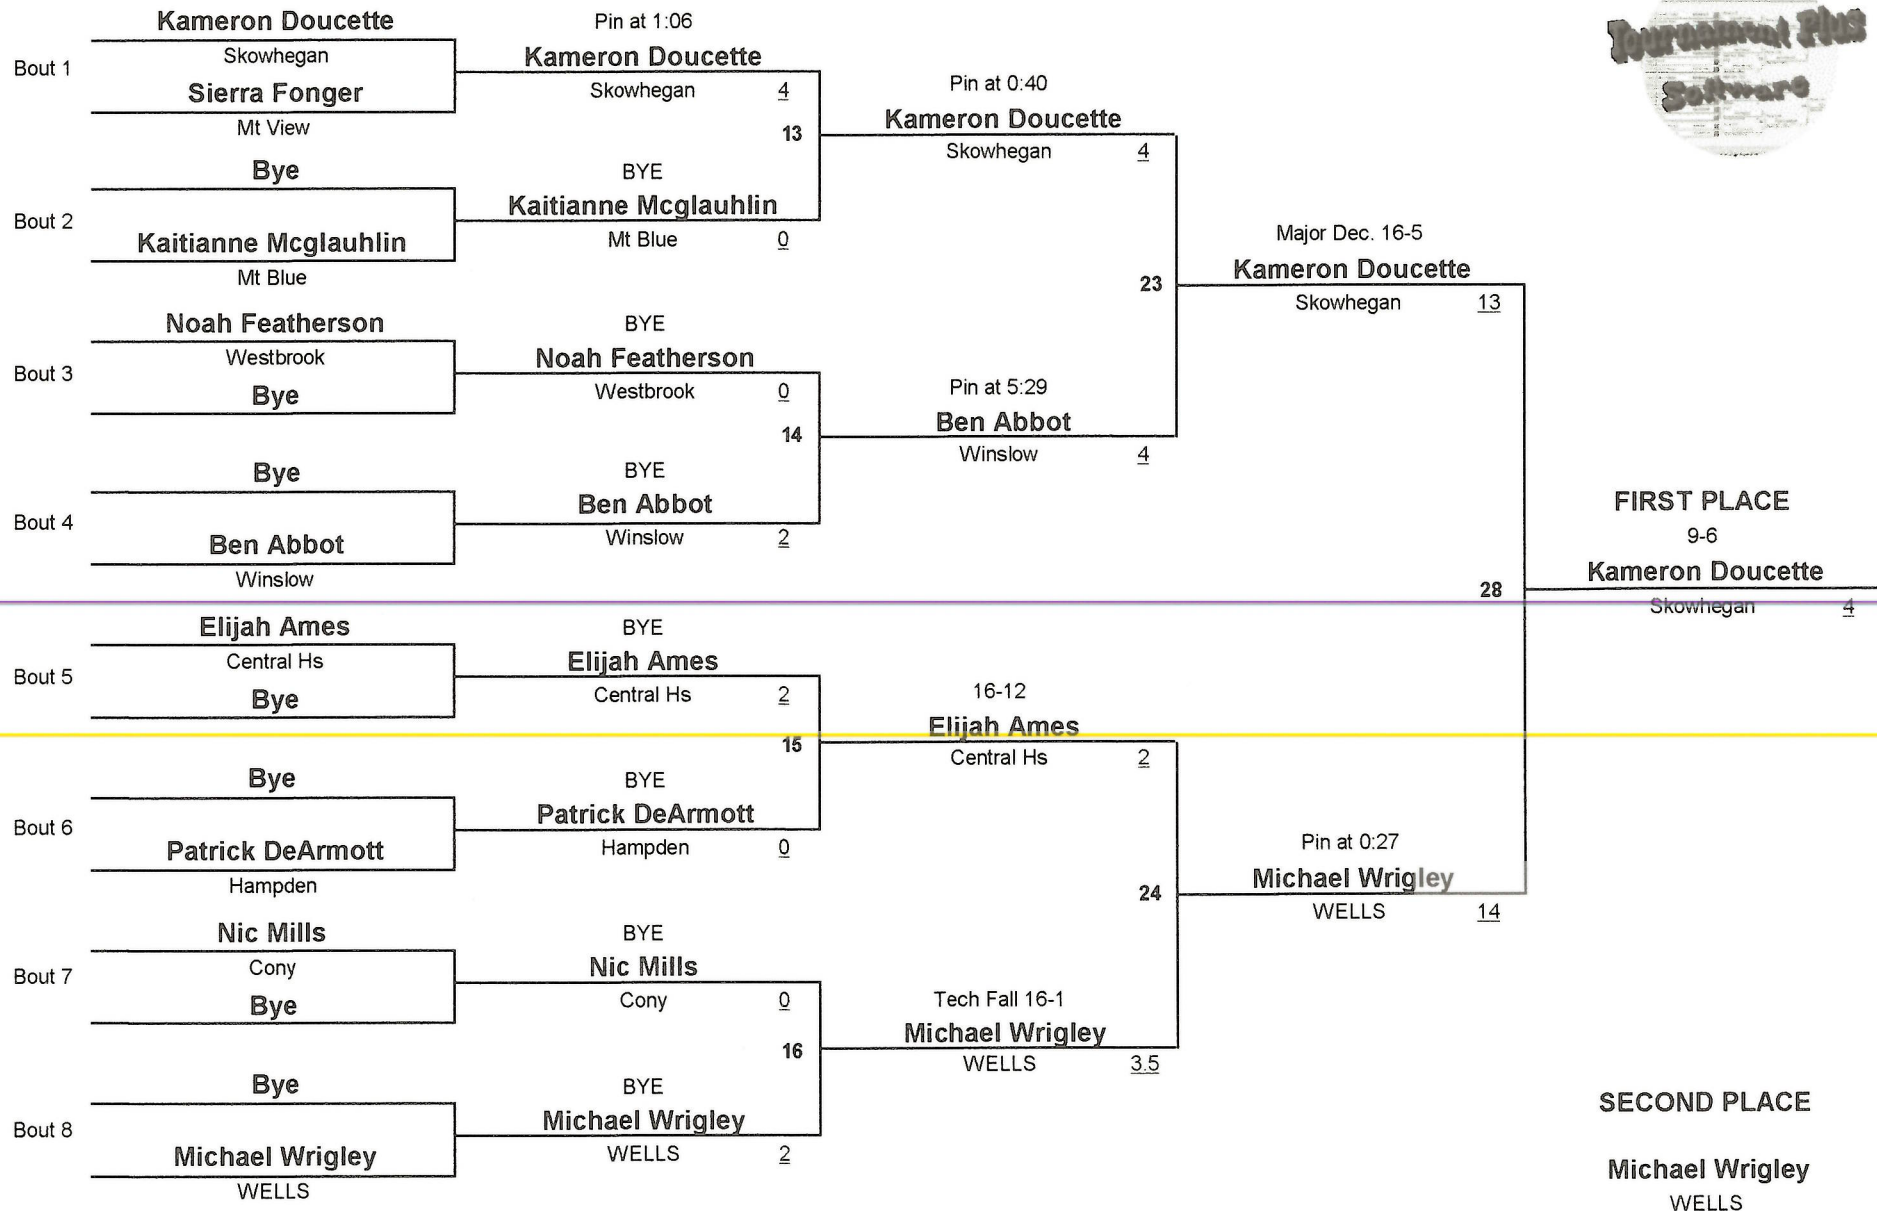 Kameron Doucette
Skowhegan
Bout 1
Sierra Fonger
Mt View
Bye
Bout 2
Kaitianne Mcglauhlin
Mt Blue
Noah Featherson
Westbrook
Bout 3
Bye
Bye
Bout 4
Ben Abbot
Winslow
Elijah Ames
Central Hs
Bout 5
Bye
Bye
Bout 6
Patrick DeArmott
Hampden
Nic Mills
Cony
Bout 7
Bye
Bye
Bout 8
Michael Wrigley
WELLS
Pin at 1:06
Kameron Doucette
Skowhegan 4
13
BYE
Kaitianne Mcglauhlin
Mt Blue 0
BYE
Noah Featherson
Westbrook 0
14
BYE
Ben Abbot
Winslow 2
BYE
Elijah Ames
Central Hs 2
15
BYE
Patrick DeArmott
Hampden 0
BYE
Nic Mills
Cony 0
16
BYE
Michael Wrigley
WELLS 2
Pin at 0:40
Kameron Doucette
Skowhegan 4
23
Pin at 5:29
Ben Abbot
Winslow 4
16-12
Elijah Ames
Central Hs 2
24
Tech Fall 16-1
Michael Wrigley
WELLS 3.5
Major Dec. 16-5
Kameron Doucette
Skowhegan 13
28
Pin at 0:27
Michael Wrigley
WELLS 14
Tournament Plus
Software
FIRST PLACE
9-6
Kameron Doucette
Skowhegan 4
SECOND PLACE
Michael Wrigley
WELLS